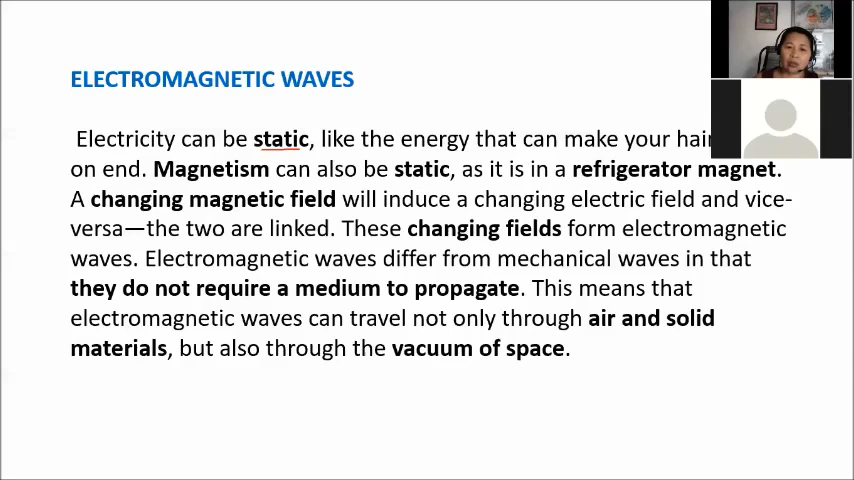 ELECTROMAGNETIC WAVES
Electricity can be static, like the energy that can make your hair
on end. Magnetism can also be static, as it is in a refrigerator magnet.
A changing magnetic field will induce a changing electric field and vice-
versa—the two are linked. These changing fields form electromagnetic
waves. Electromagnetic waves differ from mechanical waves in that
they do not require a medium to propagate. This means that
electromagnetic waves can travel not only through air and solid
materials, but also through the vacuum of space.